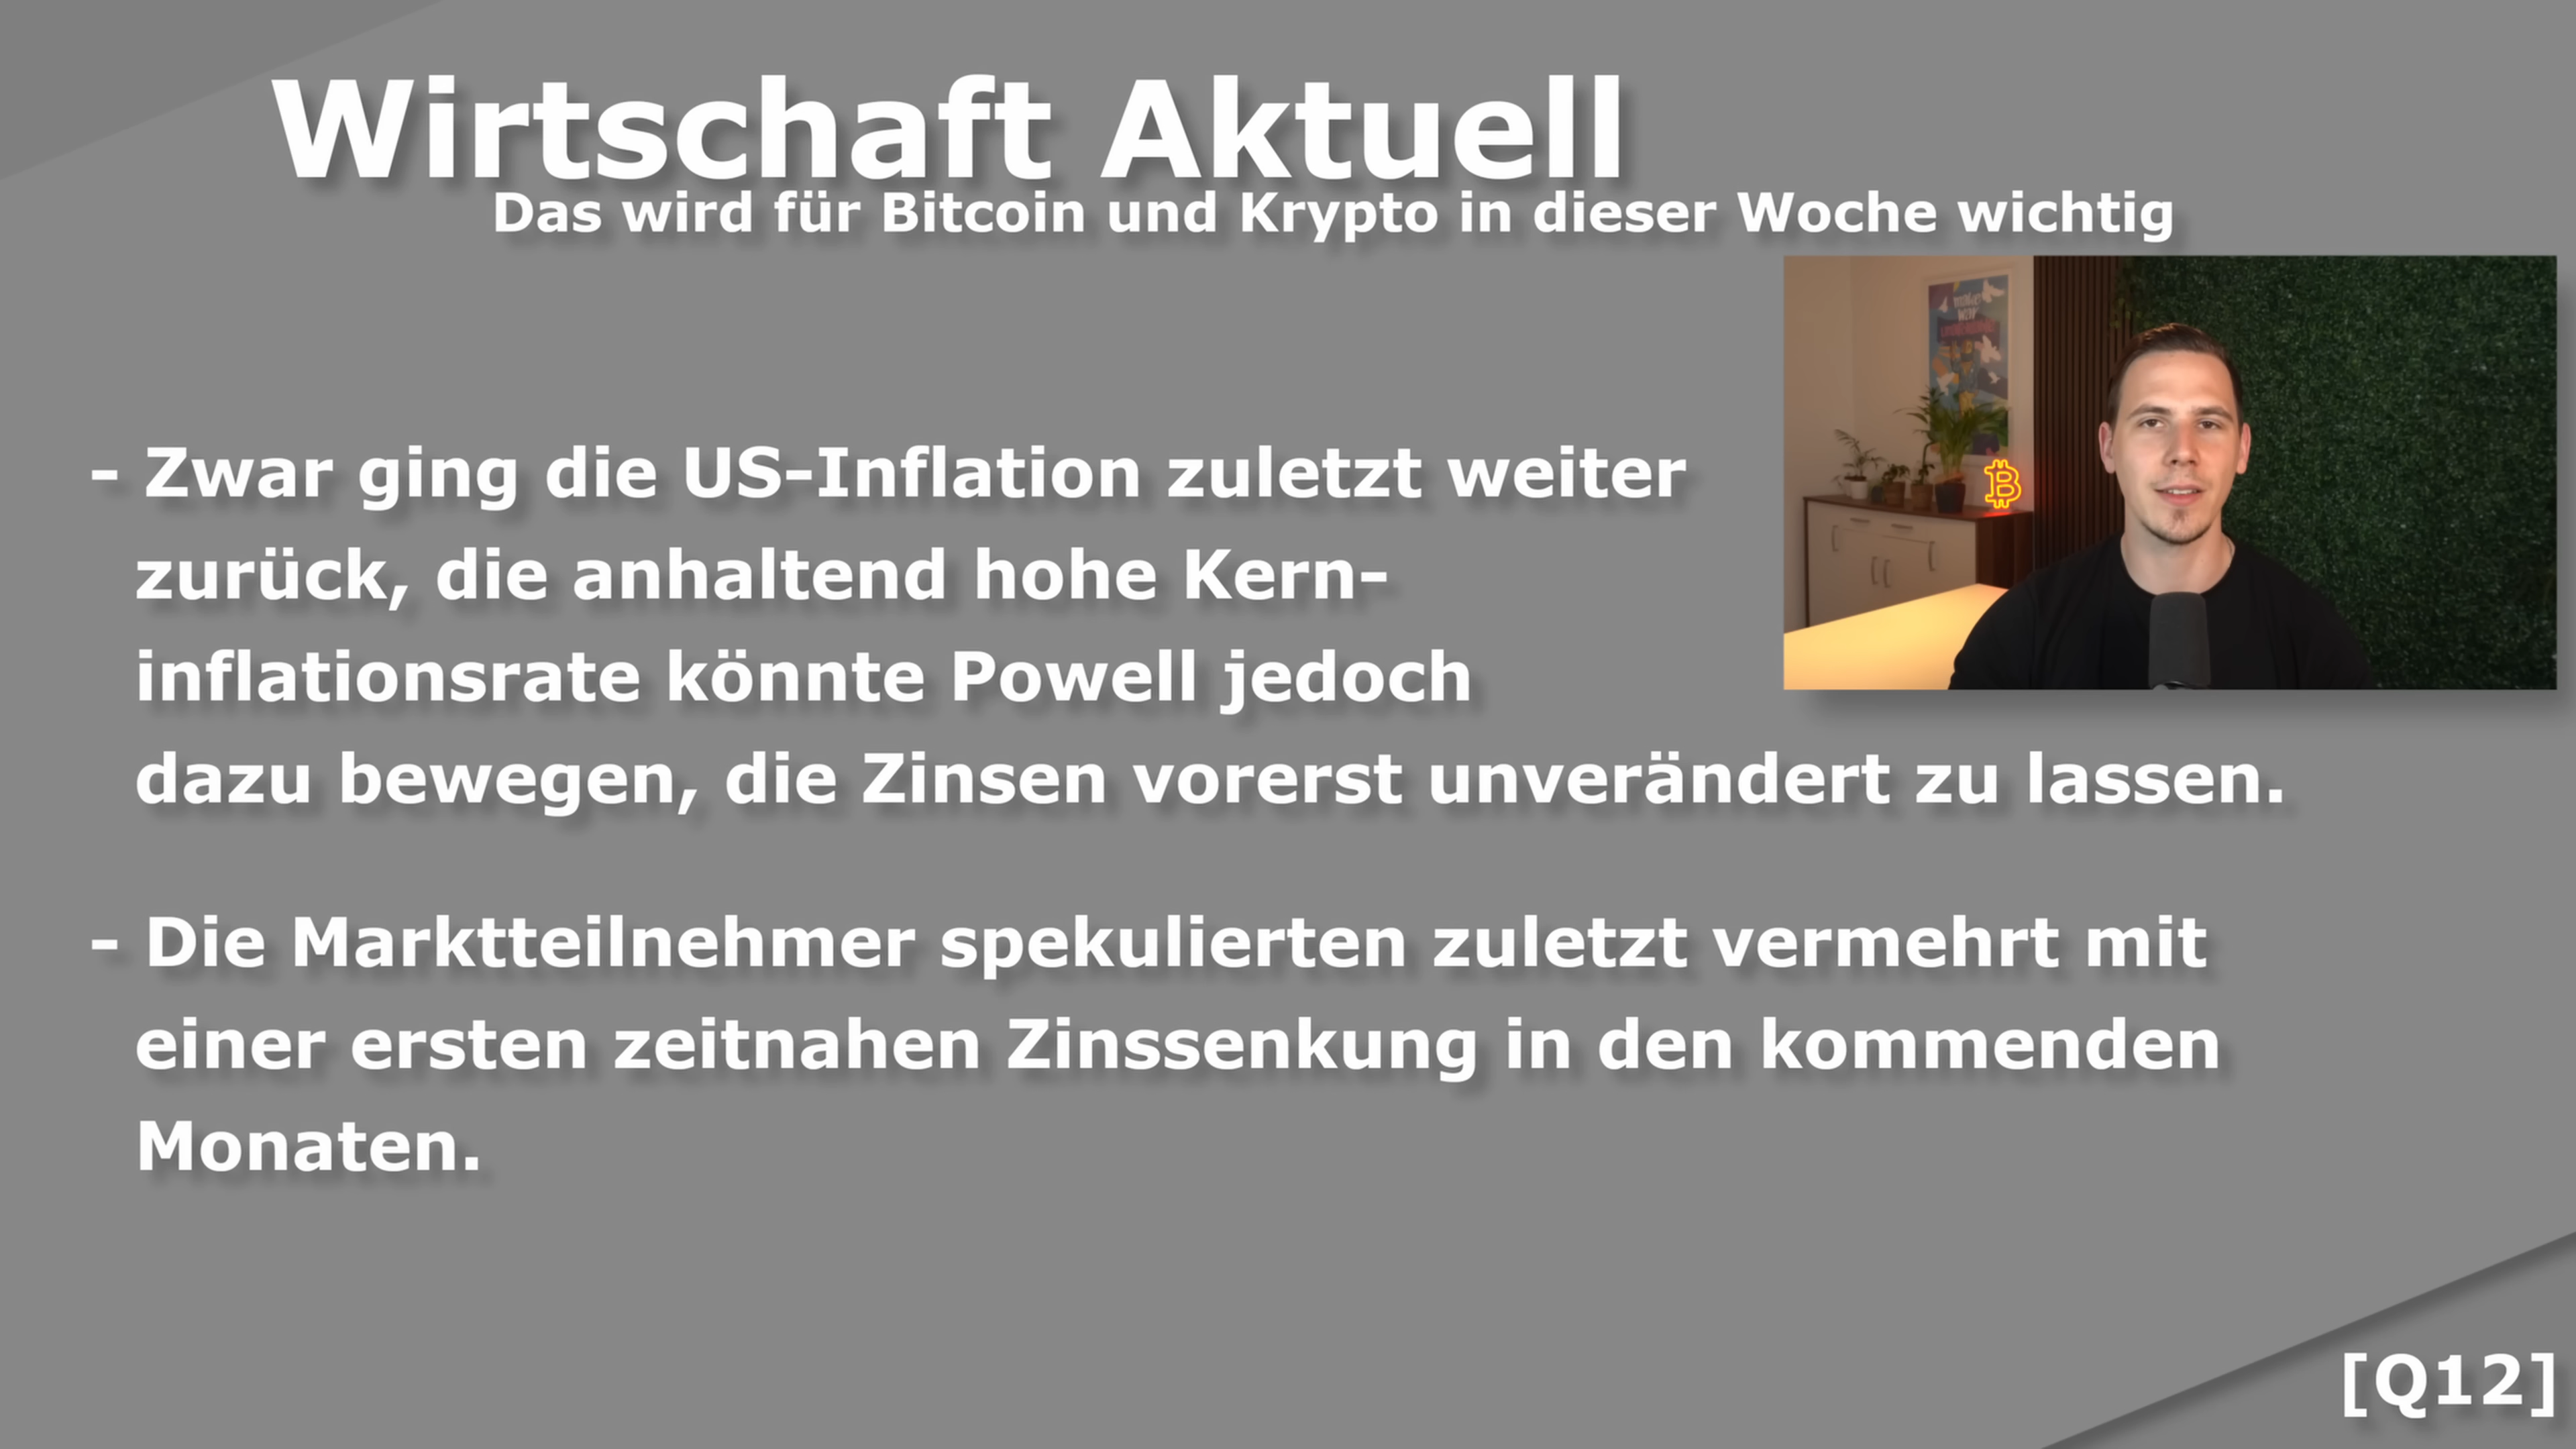 Wirtschaft Aktuell
Das wird für Bitcoin und Krypto in dieser Woche wichtig
- Zwar ging die US-Inflation zuletzt weiter
zurück, die anhaltend hohe Kern-
inflationsrate könnte Powell jedoch
dazu bewegen, die Zinsen vorerst unverändert zu lassen.
- Die Marktteilnehmer spekulierten zuletzt vermehrt mit
einer ersten zeitnahen Zinssenkung in den kommenden
Monaten.
[Q12]